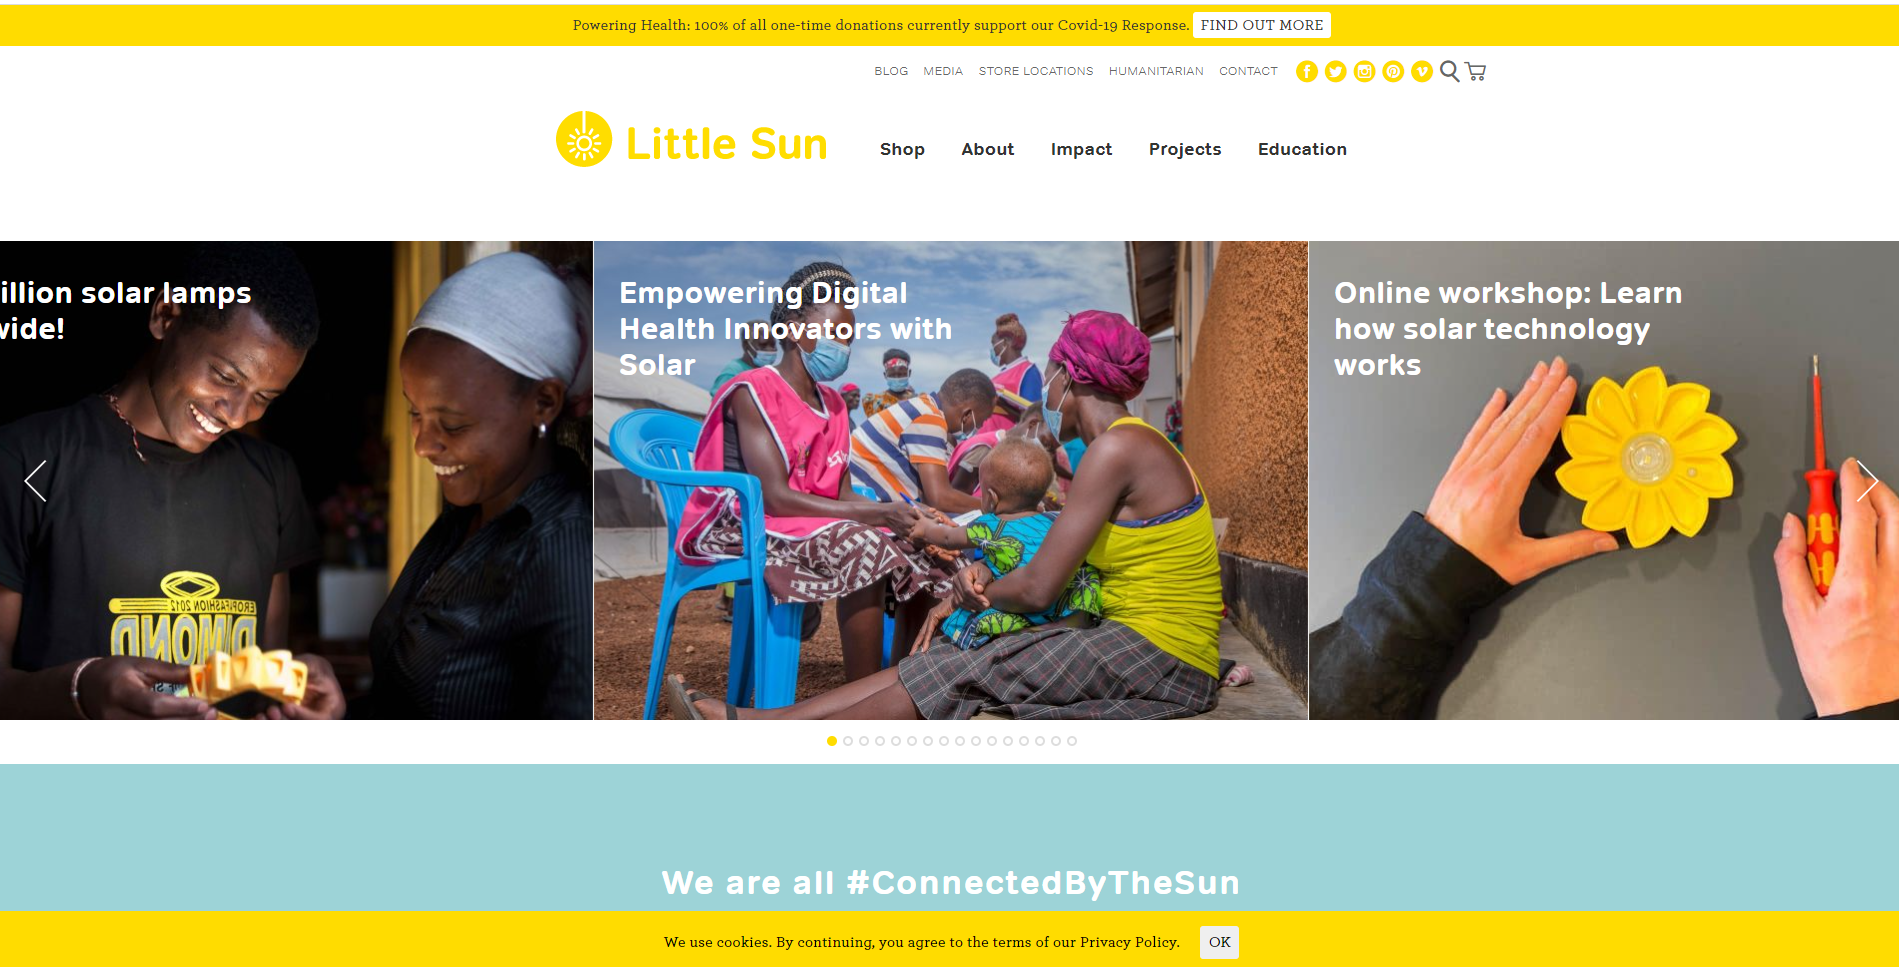 Powering Health: 100% of all one-time donations currently support our Covid-19 Response. FIND OUT MORE
BLOG MEDIA STORE LOCATIONS HUMANITARIAN CONTACT
Little Sun
Shop About Impact Projects Education
illion solar lamps
wide!
Empowering Digital
Health Innovators with
Solar
Online workshop: Learn
how solar technology
works
We are all #ConnectedByTheSun
We use cookies. By continuing, you agree to the terms of our Privacy Policy. OK